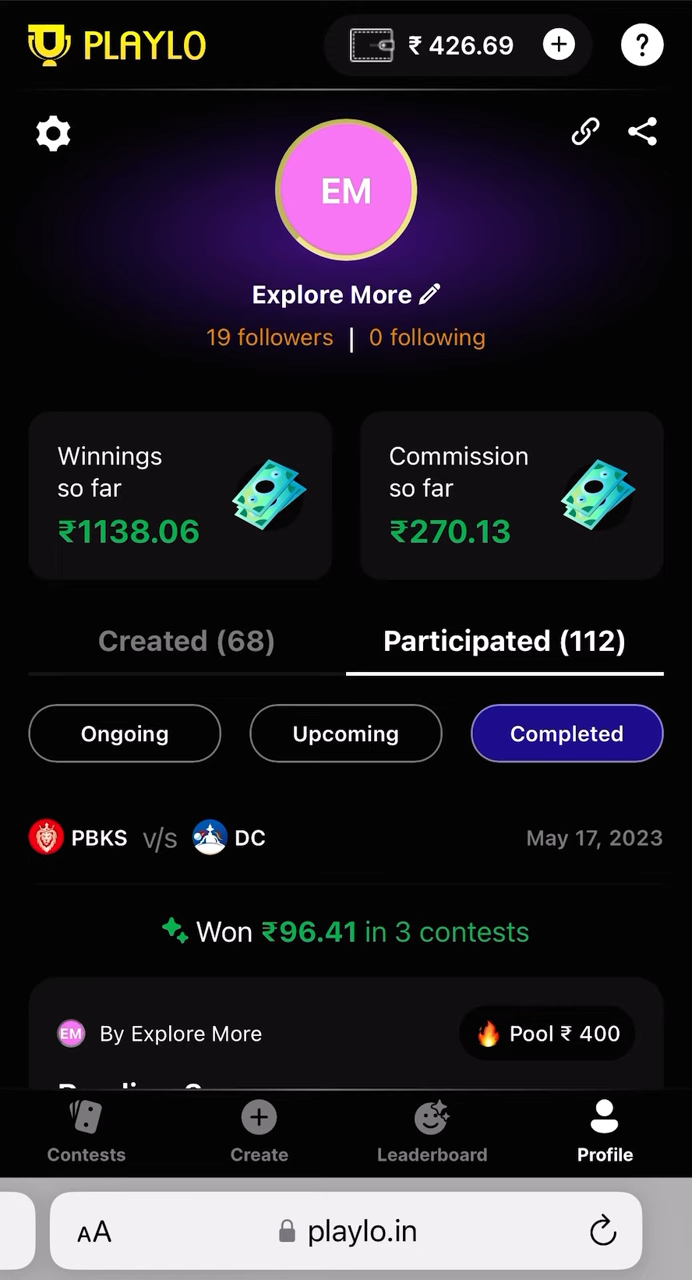 PLAYLO
₹ 426.69
?
EM
Explore More
19 followers | 0 following
Winnings
so far
₹1138.06
Commission
so far
₹270.13
Created (68)
Participated (112)
Ongoing
Upcoming
Completed
PBKS v/s DC
May 17, 2023
Won ₹96.41 in 3 contests
EM By Explore More
Pool ₹ 400
Contests
Create
Leaderboard
Profile
AA
playlo.in